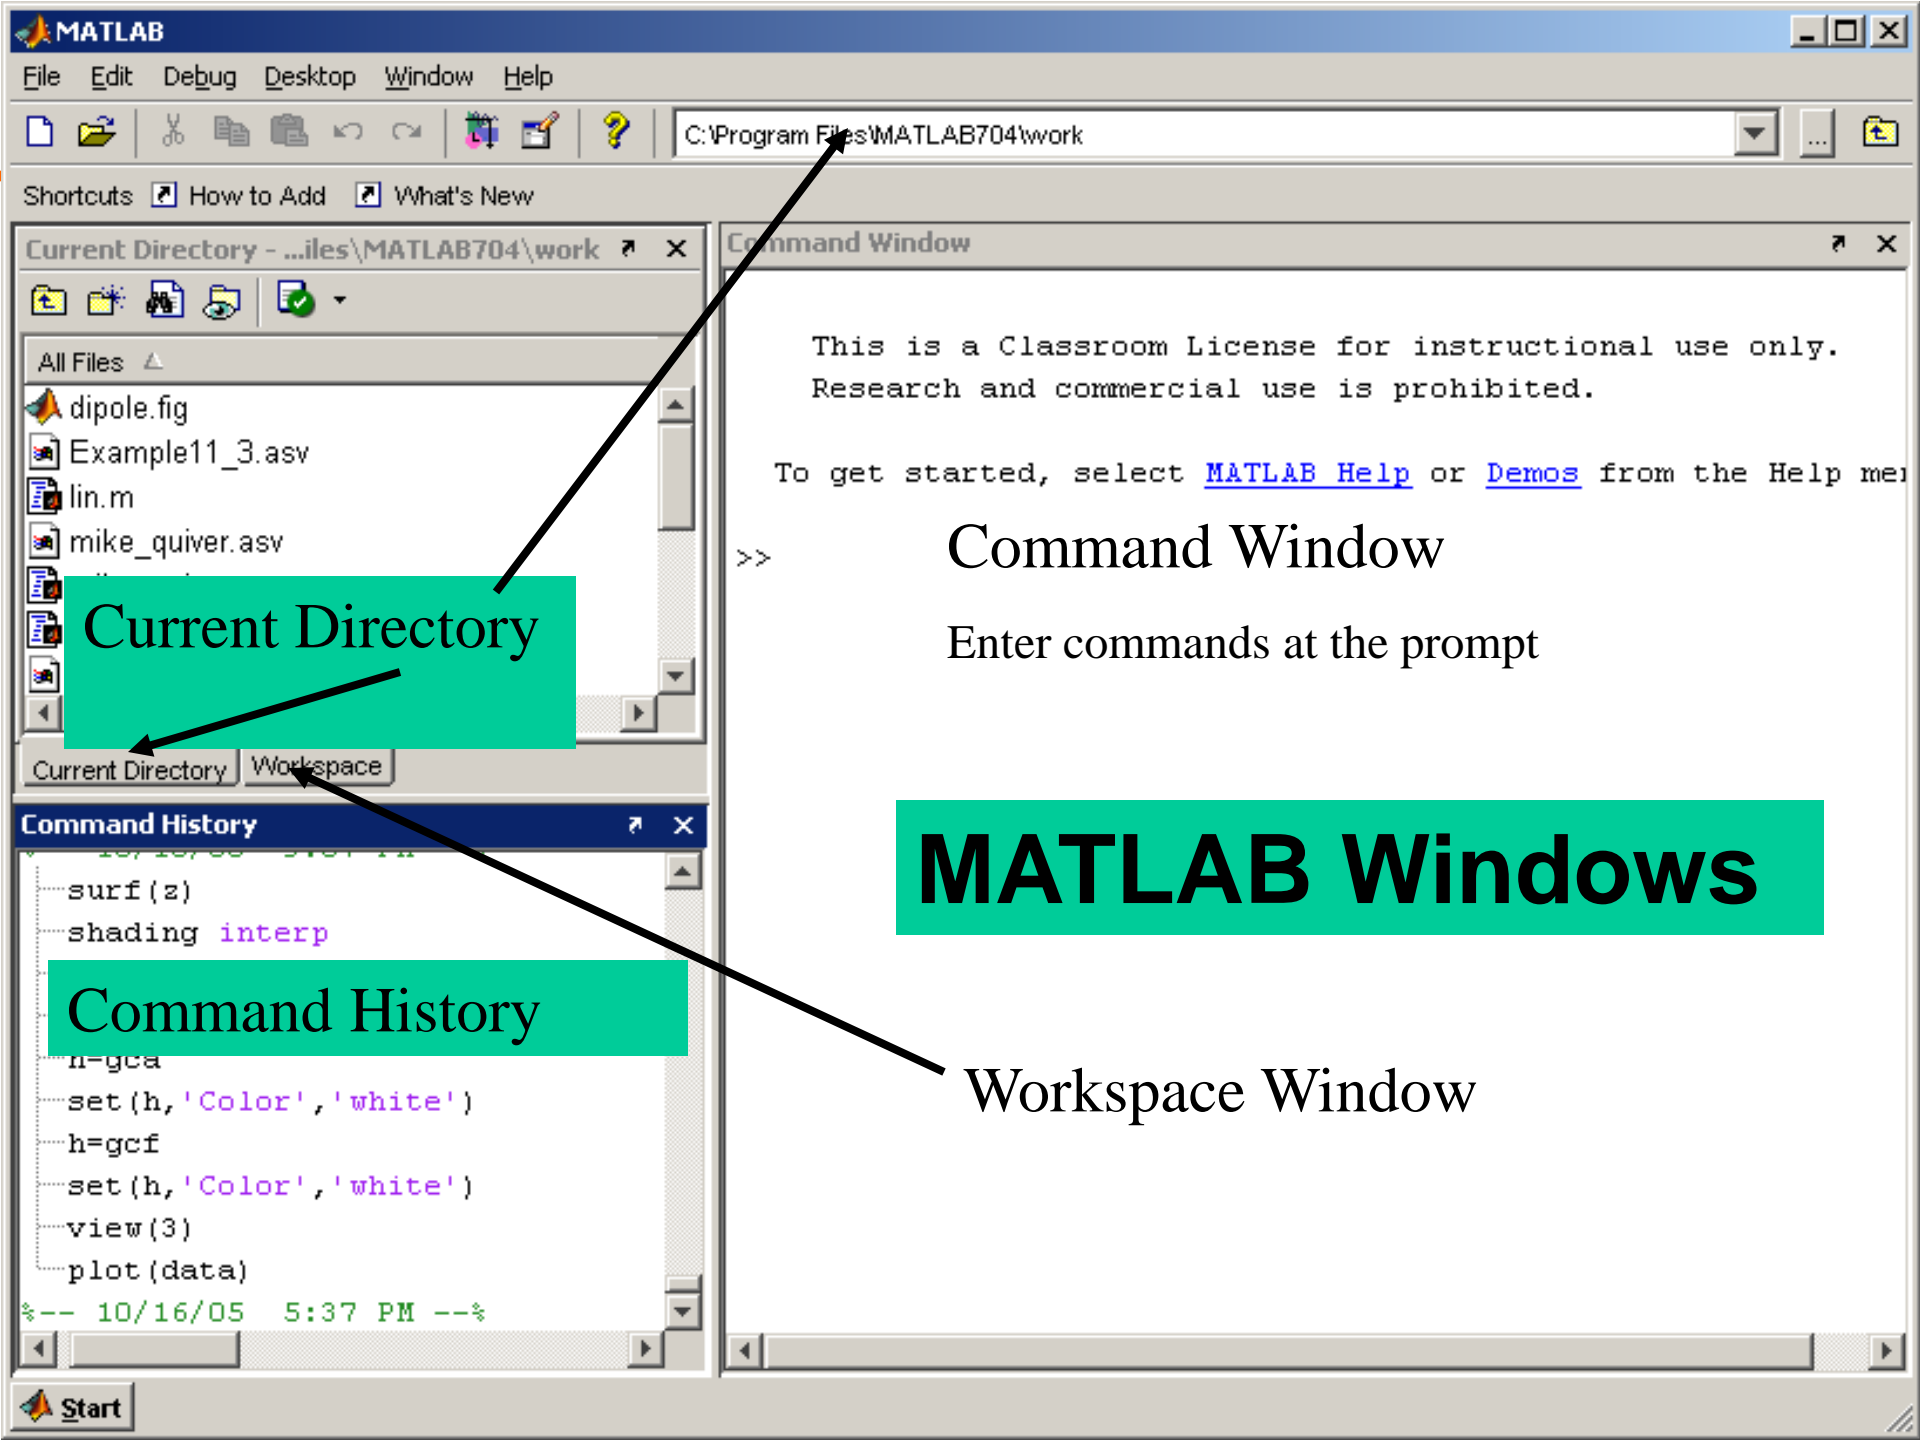 MATLAB
File Edit Debug Desktop Window Help
C:\Program Files\MATLAB704\work
...
Shortcuts How to Add What's New
Current Directory - ...iles\MATLAB704\work
All Files
dipole.fig
Example11_3.asv
lin.m
mike_quiver.asv
Current Directory
Current Directory Workspace
Command History
surf(z)
shading interp
Command History
h=gca
set(h,'Color','white')
h=gcf
set(h,'Color','white')
view(3)
plot(data)
%-- 10/16/05 5:37 PM --%
Start
Command Window
This is a Classroom License for instructional use only.
Research and commercial use is prohibited.
To get started, select MATLAB Help or Demos from the Help
>>
Command Window
Enter commands at the prompt
MATLAB Windows
Workspace Window